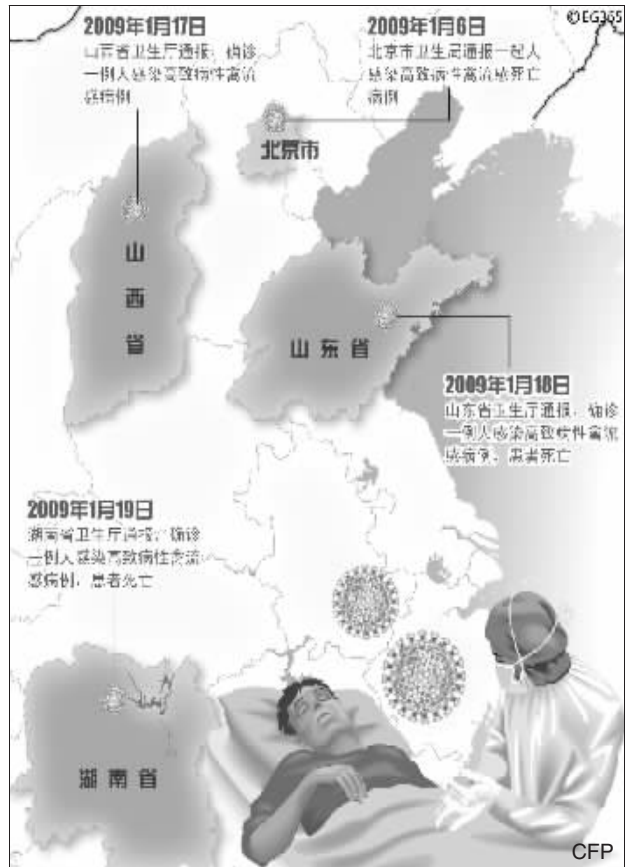 ©EG365
2009年1月17日
山西省卫生厅通报，确诊
一例人感染高致病性禽流
感病例
2009年1月6日
北京市卫生局通报一起人
感染高致病性禽流感死亡
病例
北京市
山西省
山东省
2009年1月18日
山东省卫生厅通报，确诊
一例人感染高致病性禽流
感病例，患者死亡
2009年1月19日
湖南省卫生厅通报，确诊
一例人感染高致病性禽流
感病例，患者死亡
湖南省
CFP